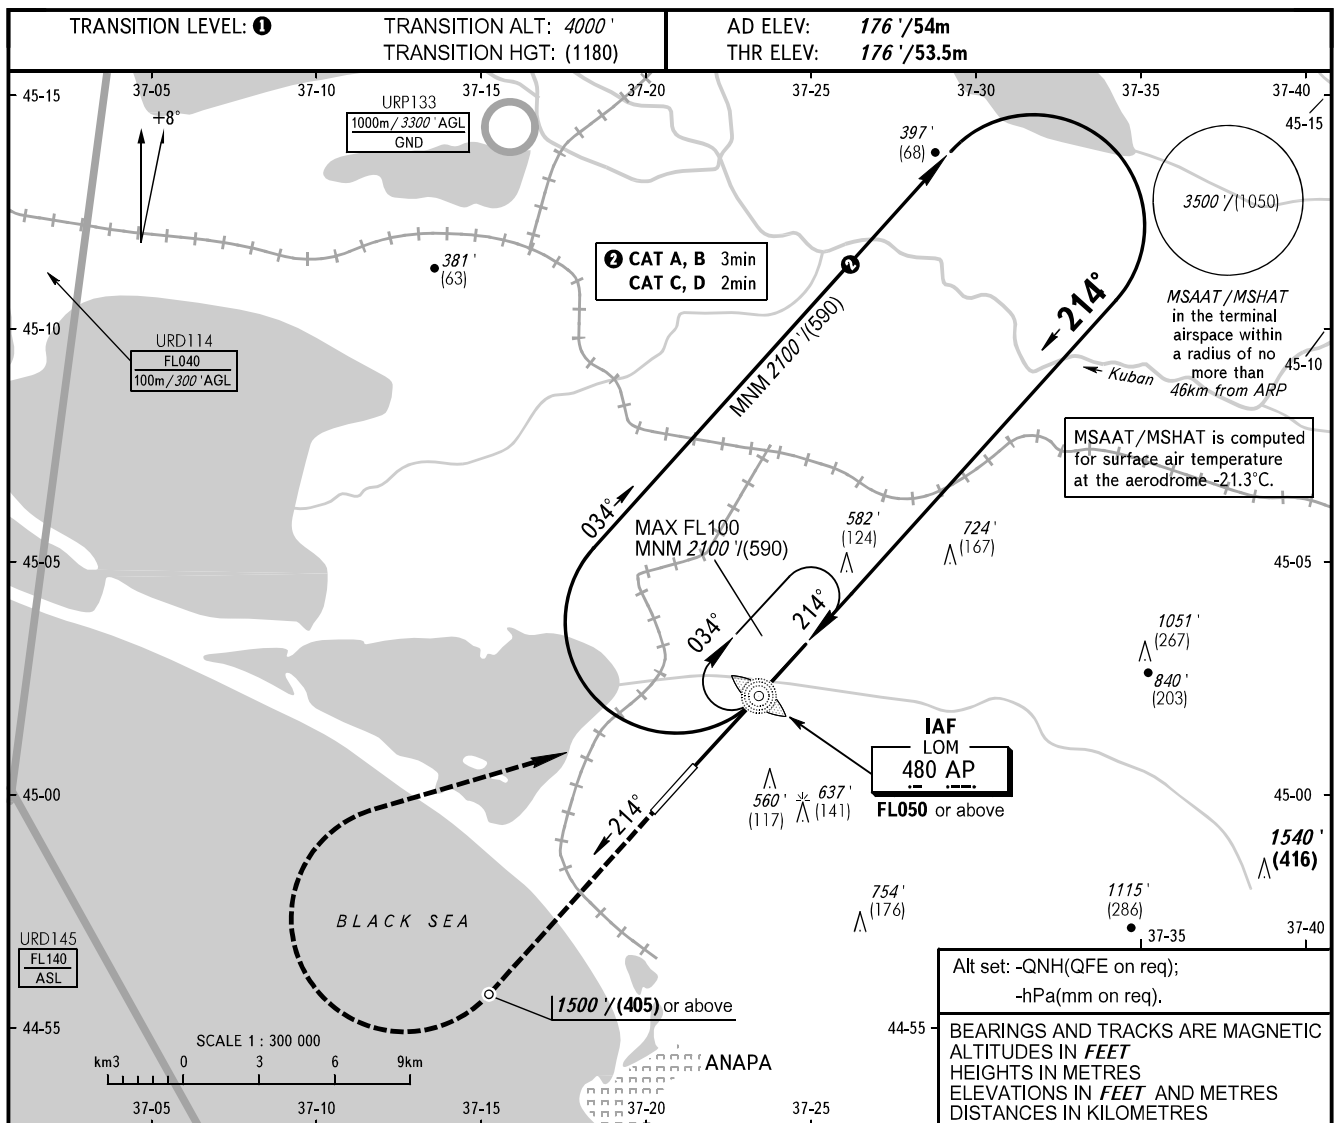 TRANSITION LEVEL: ❶
TRANSITION ALT: 4000 '
TRANSITION HGT: (1180)
AD ELEV: 176 '/54m
THR ELEV: 176 '/53.5m
45-15
37-05
37-10
37-15
37-20
37-25
37-30
37-35
37-40
45-15
+8°
URP133
1000m / 3300 ' AGL
GND
397 '
(68)
3500 '/(1050)
381 '
(63)
❷ CAT A, B 3min
CAT C, D 2min
❷
214°
MSAAT / MSHAT
in the terminal
airspace within
a radius of no
more than
46km from ARP
45-10
45-10
URD114
FL040
100m / 300 ' AGL
MNM 2100 '/(590)
Kuban
MSAAT / MSHAT is computed
for surface air temperature
at the aerodrome -21.3°C.
034°
MAX FL100
MNM 2100 '/(590)
582 '
(124)
724 '
(167)
45-05
45-05
034°
214°
1051 '
(267)
840 '
(203)
IAF
LOM
480 AP
FL050 or above
45-00
45-00
214°
560 '
(117)
637 '
(141)
1540 '
(416)
754 '
(176)
1115 '
(286)
BLACK SEA
37-35
37-40
URD145
FL140
ASL
1500 '/(405) or above
Alt set: -QNH(QFE on req);
-hPa(mm on req).
44-55
44-55
SCALE 1 : 300 000
km3 0 3 6 9km
ANAPA
BEARINGS AND TRACKS ARE MAGNETIC
ALTITUDES IN FEET
HEIGHTS IN METRES
ELEVATIONS IN FEET AND METRES
DISTANCES IN KILOMETRES
37-05
37-10
37-15
37-20
37-25